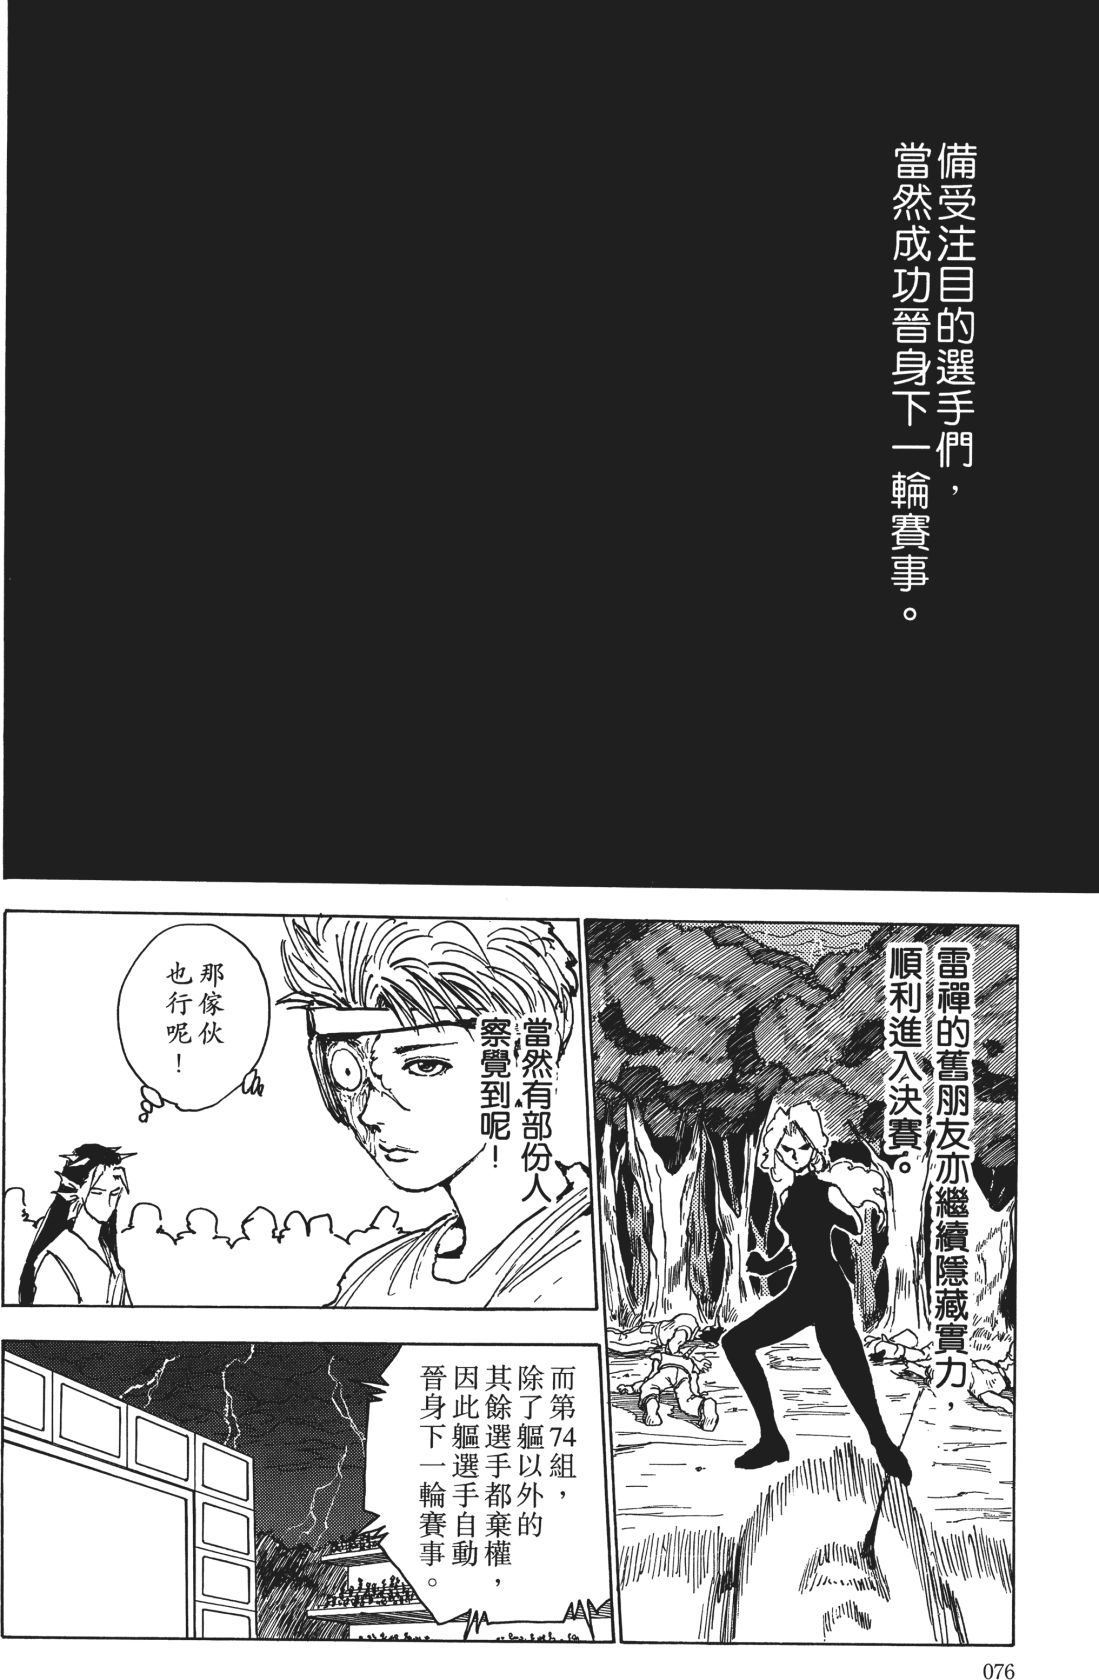 備受注目的選手們，
當然成功晉身下一輪賽事。
雷禪的舊朋友亦繼續隱藏實力，
順利進入決賽。
當然有部份人
察覺到呢！
那傢伙
也行呢！
而第74組，
除了軀以外的
其餘選手都棄權，
因此軀選手自動
晉身下一輪賽事。
076